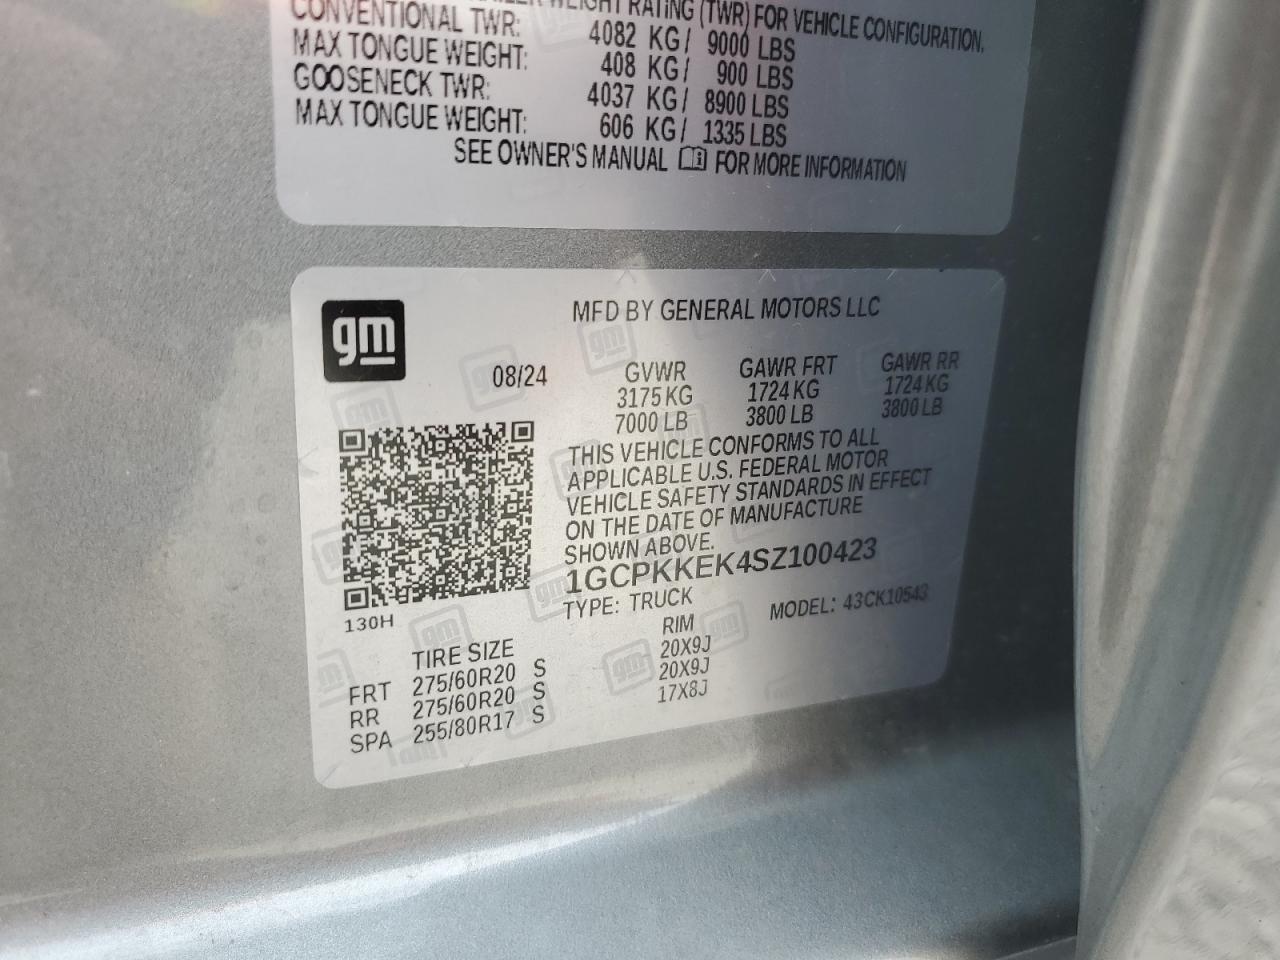 WEIGHT RATING (TWR) FOR VEHICLE CONFIGURATION.
CONVENTIONAL TWR: 4082 KG/ 9000 LBS
MAX TONGUE WEIGHT: 408 KG/ 900 LBS
GOOSENECK TWR: 4037 KG/ 8900 LBS
MAX TONGUE WEIGHT: 606 KG/ 1335 LBS
SEE OWNER'S MANUAL FOR MORE INFORMATION
gm
MFD BY GENERAL MOTORS LLC
08/24 GVWR GAWR FRT GAWR RR
3175 KG 1724 KG 1724 KG
7000 LB 3800 LB 3800 LB
THIS VEHICLE CONFORMS TO ALL
APPLICABLE U.S. FEDERAL MOTOR
VEHICLE SAFETY STANDARDS IN EFFECT
ON THE DATE OF MANUFACTURE
SHOWN ABOVE.
1GCPKKEK4SZ100423
TYPE: TRUCK MODEL: 43CK10543
130H
TIRE SIZE RIM
FRT 275/60R20 S 20X9J
RR 275/60R20 S 20X9J
SPA 255/80R17 S 17X8J